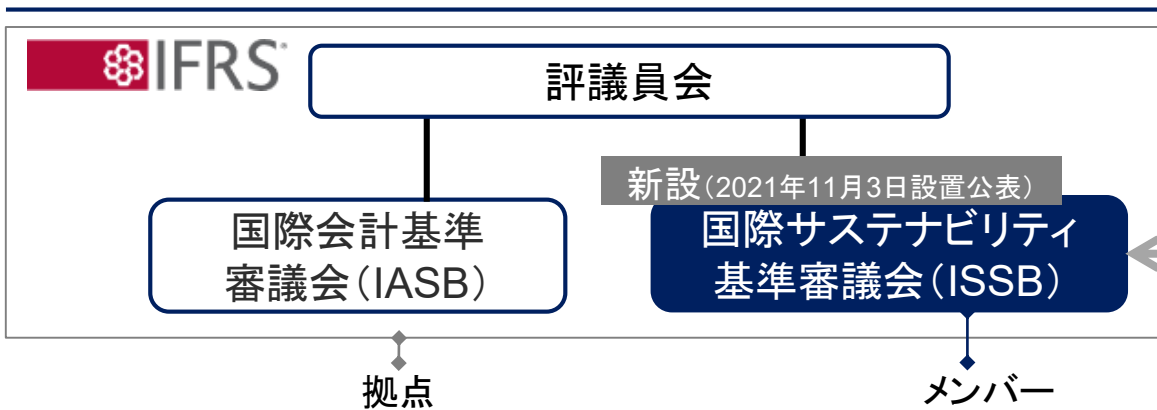 IFRS
評議員会
新設(2021年11月3日設置公表)
国際会計基準
審議会(IASB)
国際サステナビリティ
基準審議会(ISSB)
拠点
メンバー